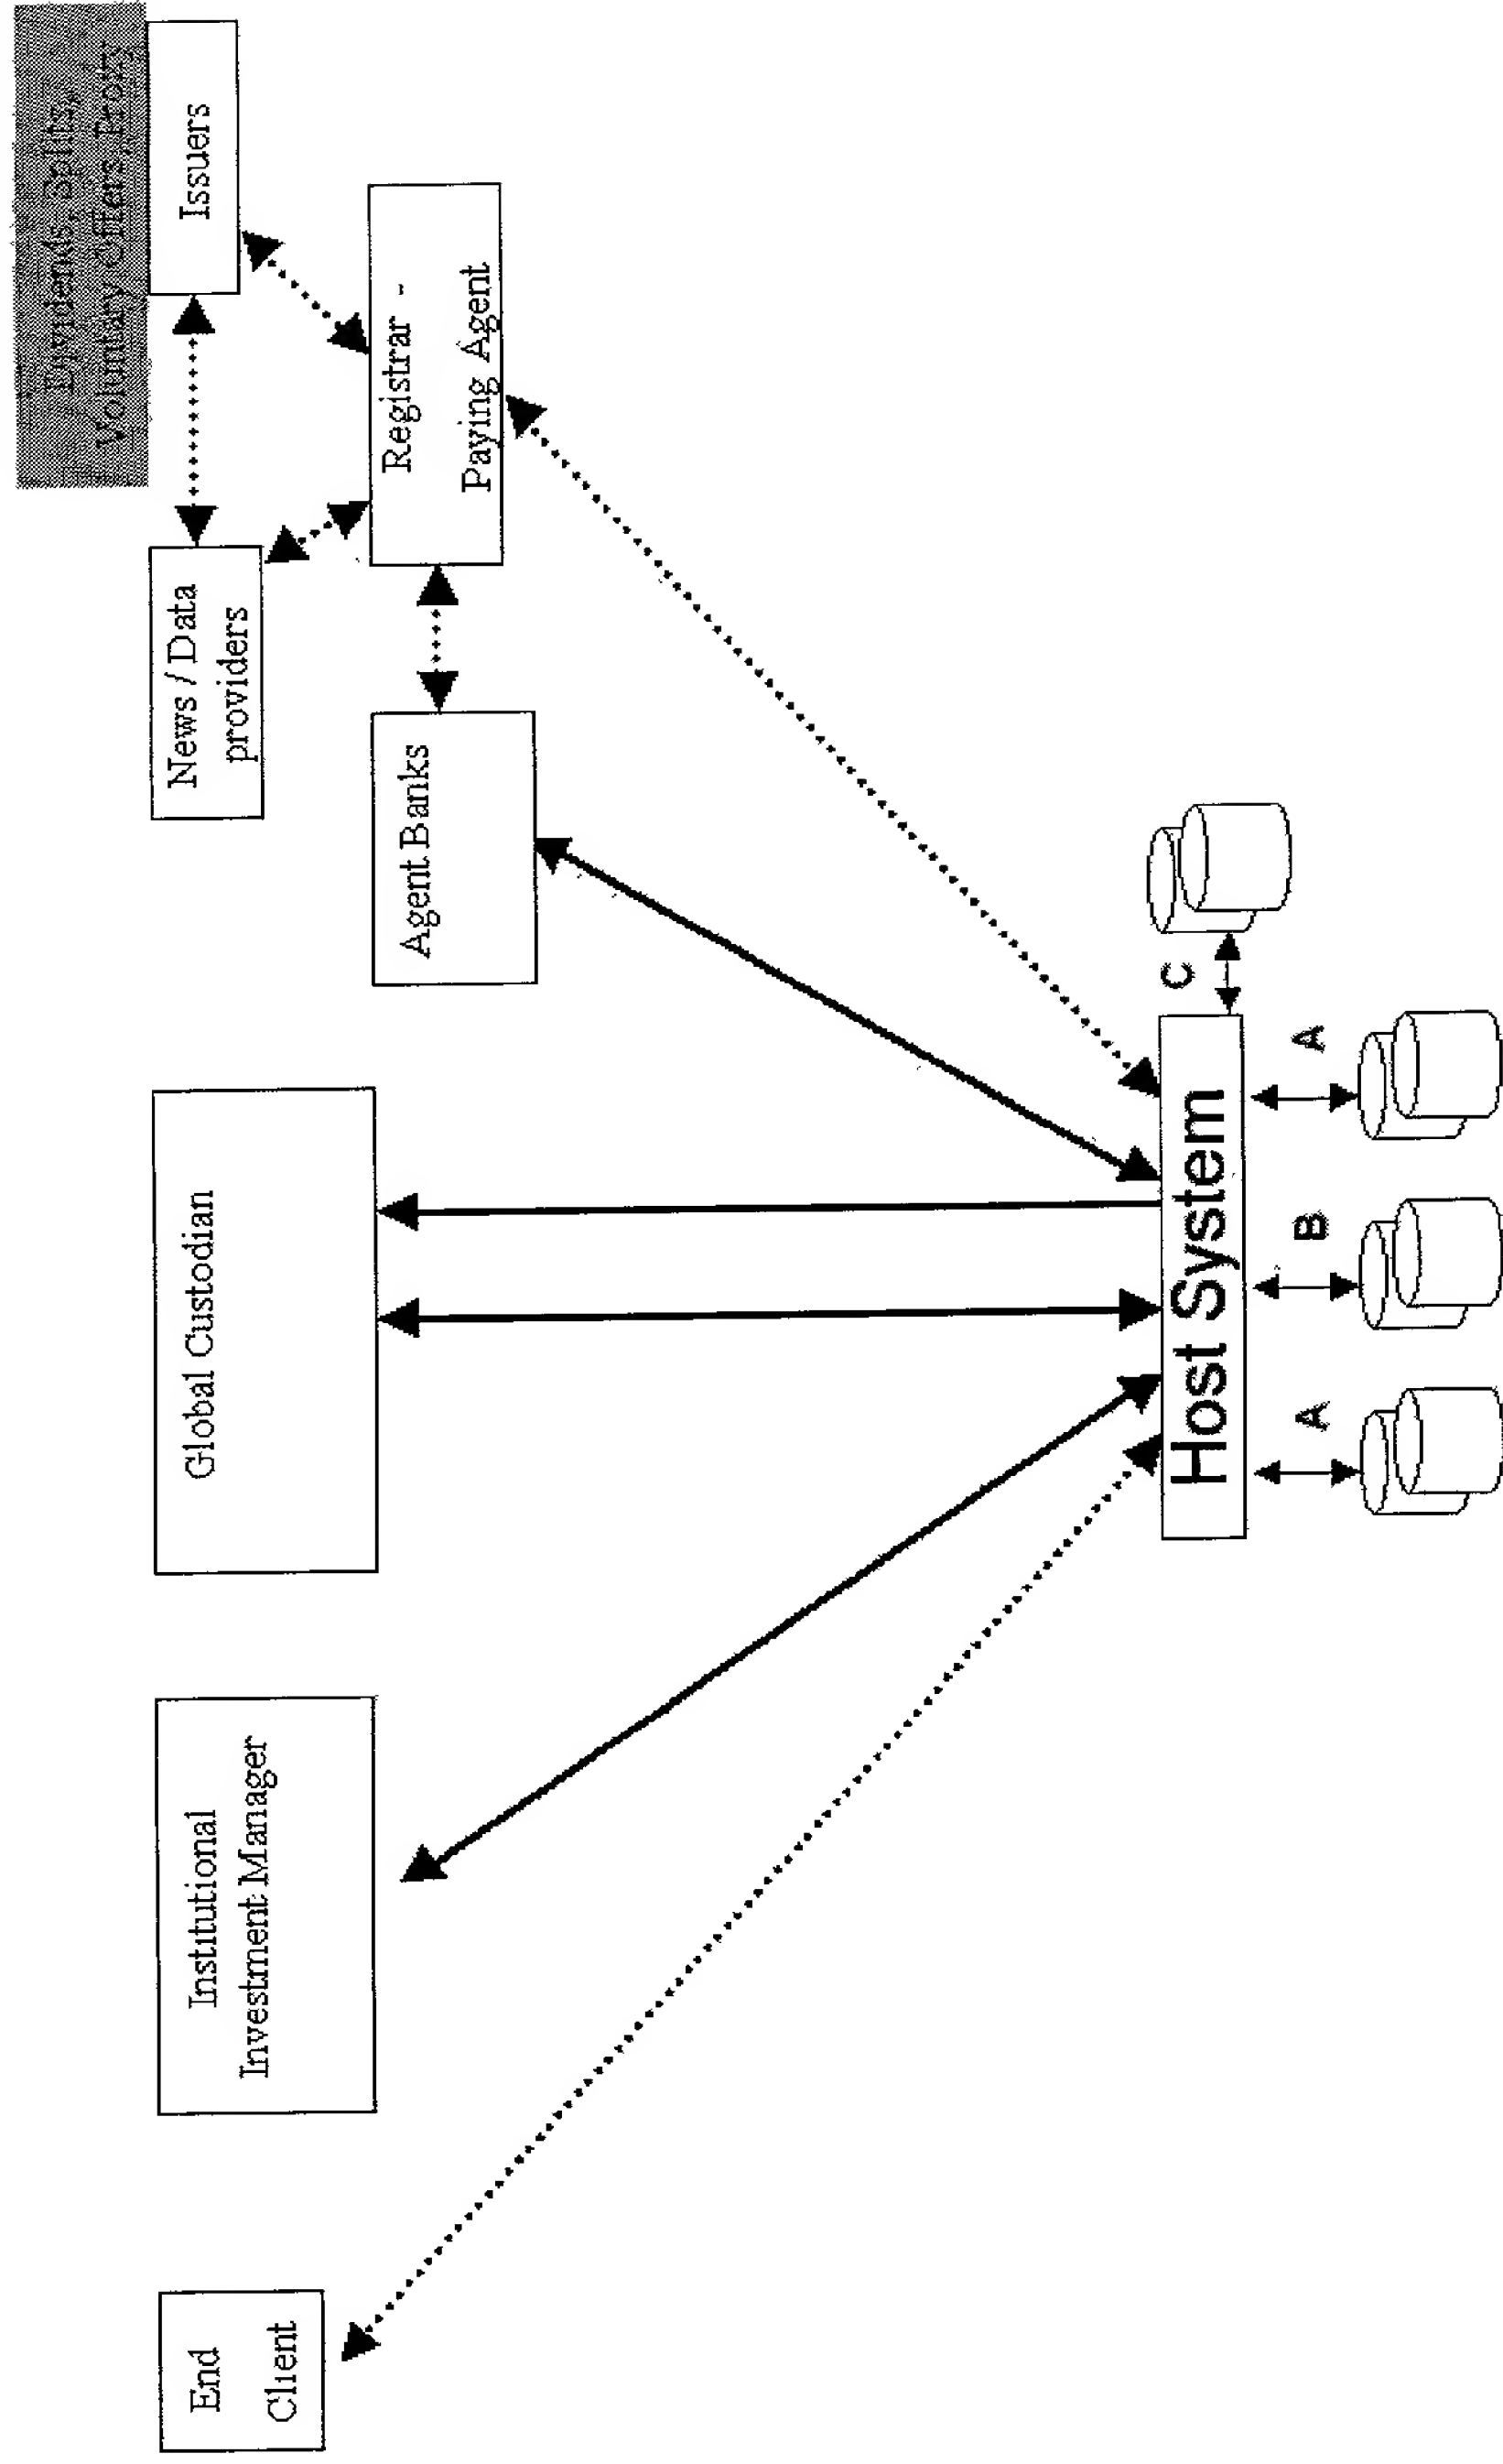 Dividends, Splits,
Voluntary Offers, Proxy
Issuers
News / Data
providers
Registrar -
Paying Agent
Agent Banks
Global Custodian
Institutional
Investment Manager
End
Client
Host System
A
B
A
C